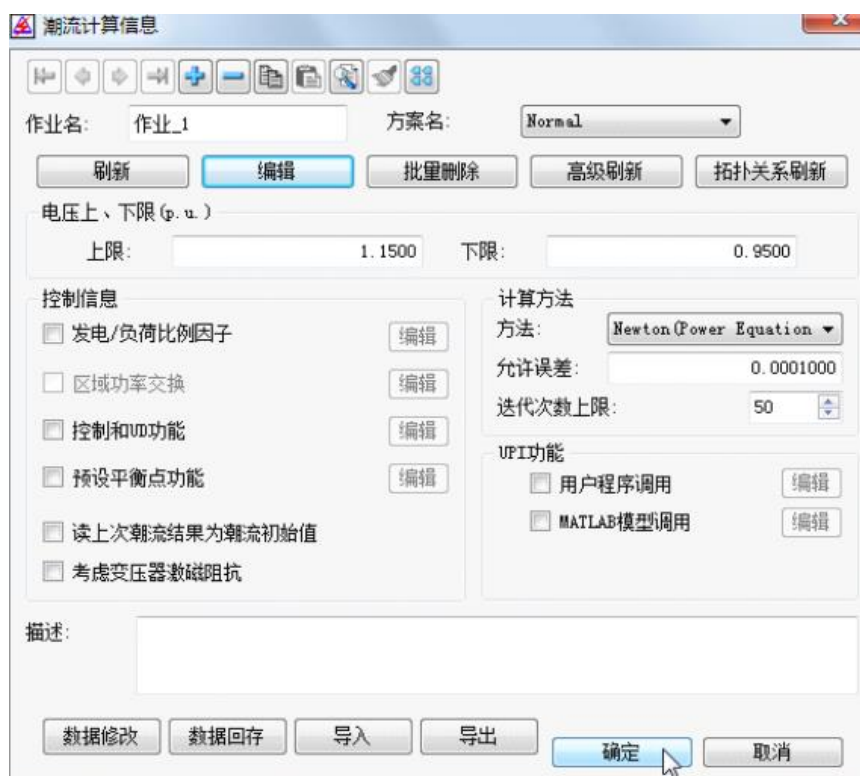 潮流计算信息
作业名: 作业_1 方案名: Normal
刷新 编辑 批量删除 高级刷新 拓扑关系刷新
电压上、下限(p.u.)
上限: 1.1500 下限: 0.9500
控制信息
发电/负荷比例因子 编辑
区域功率交换 编辑
控制和UD功能 编辑
预设平衡点功能 编辑
读上次潮流结果为潮流初始值
考虑变压器激磁阻抗
计算方法
方法: Newton(Power Equation
允许误差: 0.0001000
迭代次数上限: 50
UPI功能
用户程序调用 编辑
MATLAB模型调用 编辑
描述:
数据修改 数据回存 导入 导出 确定 取消